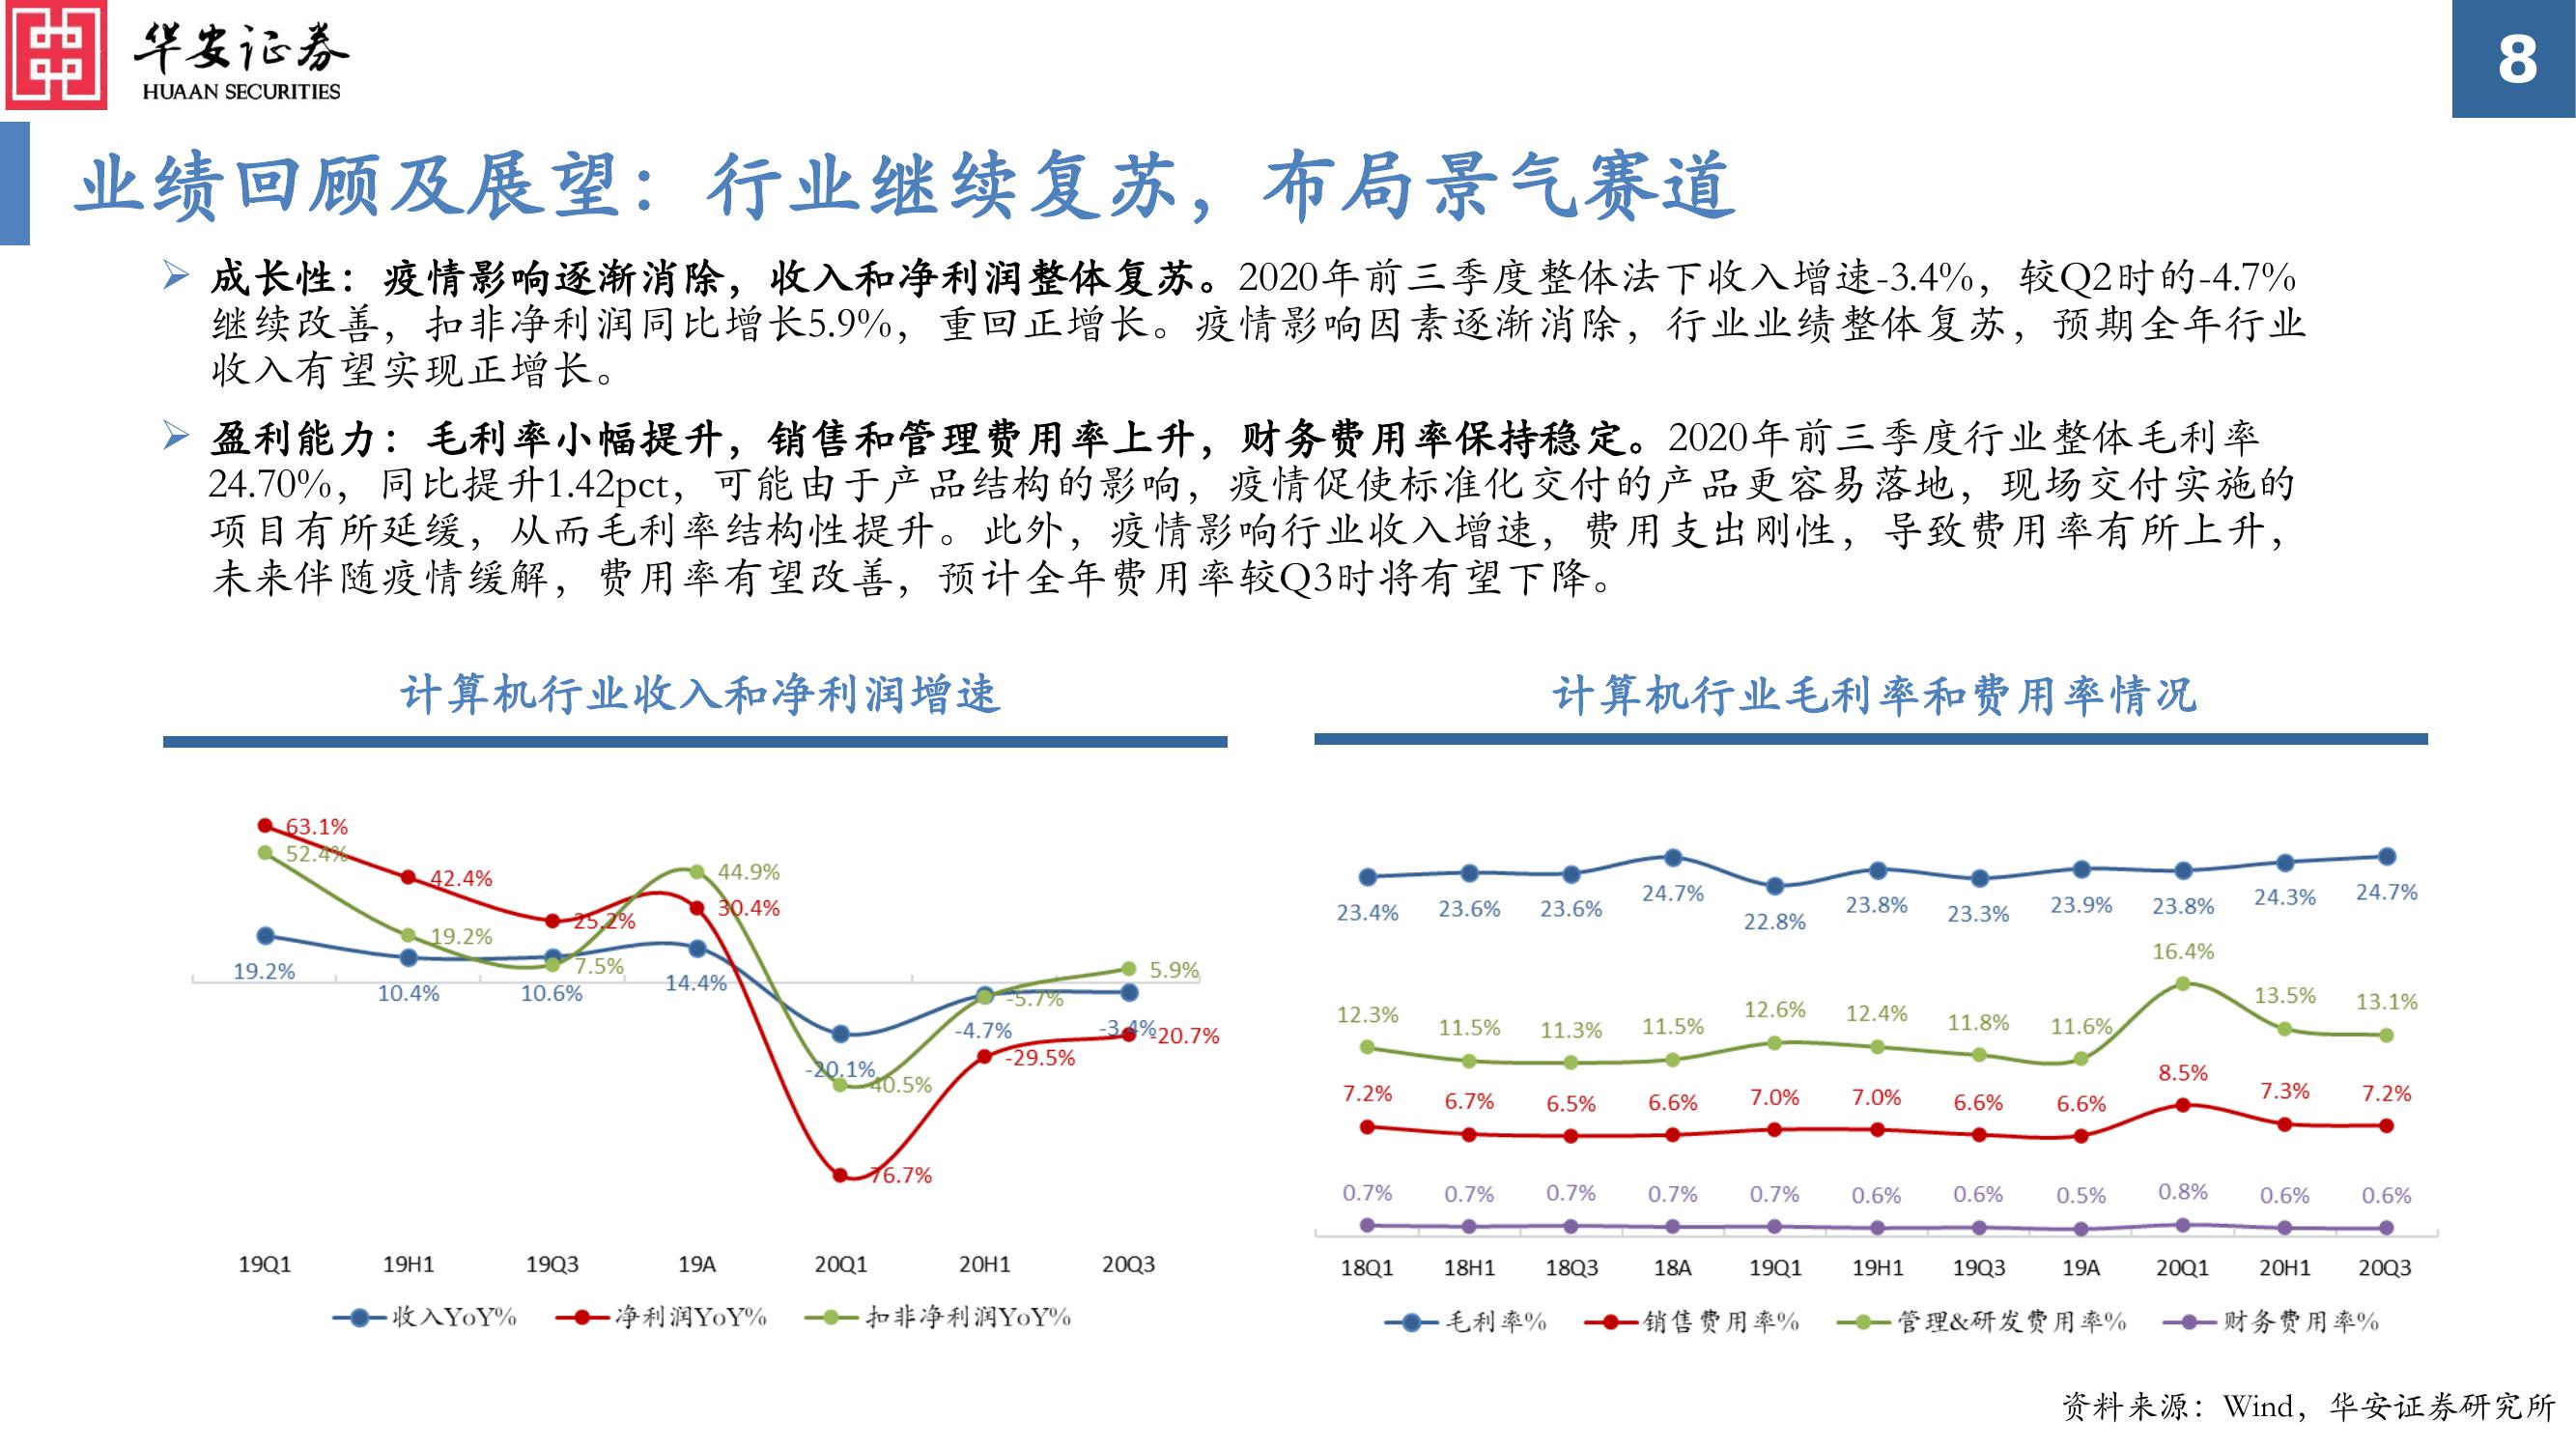 华安证券
HUAAN SECURITIES
8
业绩回顾及展望：行业继续复苏，布局景气赛道
➢ 成长性：疫情影响逐渐消除，收入和净利润整体复苏。2020年前三季度整体法下收入增速-3.4%，较Q2时的-4.7%
继续改善，扣非净利润同比增长5.9%，重回正增长。疫情影响因素逐渐消除，行业业绩整体复苏，预期全年行业
收入有望实现正增长。
➢ 盈利能力：毛利率小幅提升，销售和管理费用率上升，财务费用率保持稳定。2020年前三季度行业整体毛利率
24.70%，同比提升1.42pct，可能由于产品结构的影响，疫情促使标准化交付的产品更容易落地，现场交付实施的
项目有所延缓，从而毛利率结构性提升。此外，疫情影响行业收入增速，费用支出刚性，导致费用率有所上升，
未来伴随疫情缓解，费用率有望改善，预计全年费用率较Q3时将有望下降。
计算机行业收入和净利润增速
63.1%
52.4%
42.4%
44.9%
30.4%
25.2%
19.2%
7.5%
5.9%
19.2%
10.4%
10.6%
14.4%
-5.7%
-4.7%
-3.4%
-20.7%
-29.5%
-20.1%
-40.5%
-76.7%
19Q1 19H1 19Q3 19A 20Q1 20H1 20Q3
收入YoY% 净利润YoY% 扣非净利润YoY%
计算机行业毛利率和费用率情况
23.4% 23.6% 23.6% 24.7% 22.8% 23.8% 23.3% 23.9% 23.8% 24.3% 24.7%
12.3% 11.5% 11.3% 11.5% 12.6% 12.4% 11.8% 11.6% 16.4% 13.5% 13.1%
7.2% 6.7% 6.5% 6.6% 7.0% 7.0% 6.6% 6.6% 8.5% 7.3% 7.2%
0.7% 0.7% 0.7% 0.7% 0.7% 0.6% 0.6% 0.5% 0.8% 0.6% 0.6%
18Q1 18H1 18Q3 18A 19Q1 19H1 19Q3 19A 20Q1 20H1 20Q3
毛利率% 销售费用率% 管理&研发费用率% 财务费用率%
资料来源：Wind，华安证券研究所